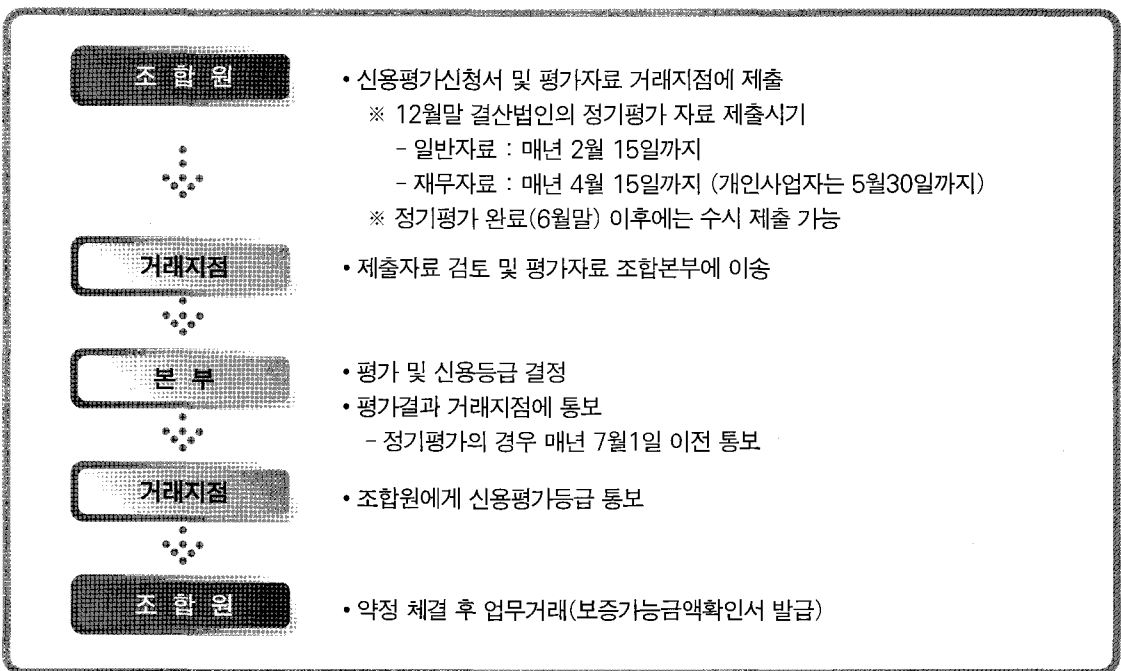 조 합 원
• 신용평가신청서 및 평가자료 거래지점에 제출
※ 12월말 결산법인의 정기평가 자료 제출시기
- 일반자료 : 매년 2월 15일까지
- 재무자료 : 매년 4월 15일까지 (개인사업자는 5월30일까지)
※ 정기평가 완료(6월말) 이후에는 수시 제출 가능
거래지점
• 제출자료 검토 및 평가자료 조합본부에 이송
본 부
• 평가 및 신용등급 결정
• 평가결과 거래지점에 통보
- 정기평가의 경우 매년 7월1일 이전 통보
거래지점
• 조합원에게 신용평가등급 통보
조 합 원
• 약정 체결 후 업무거래(보증가능금액확인서 발급)